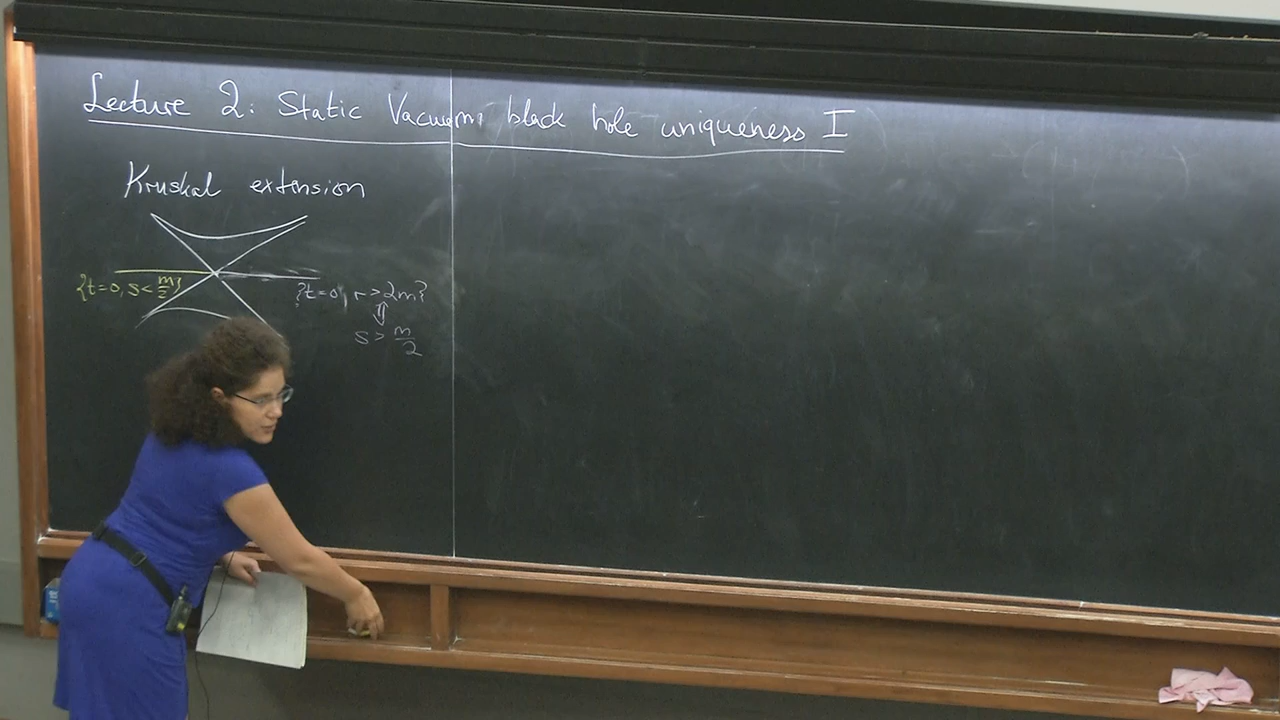 Lecture 2: Static Vacuum black hole uniqueness I
Kruskal extension
{t=0, s<m/2}
{t=0, r>2m}
⇕
s > m/2